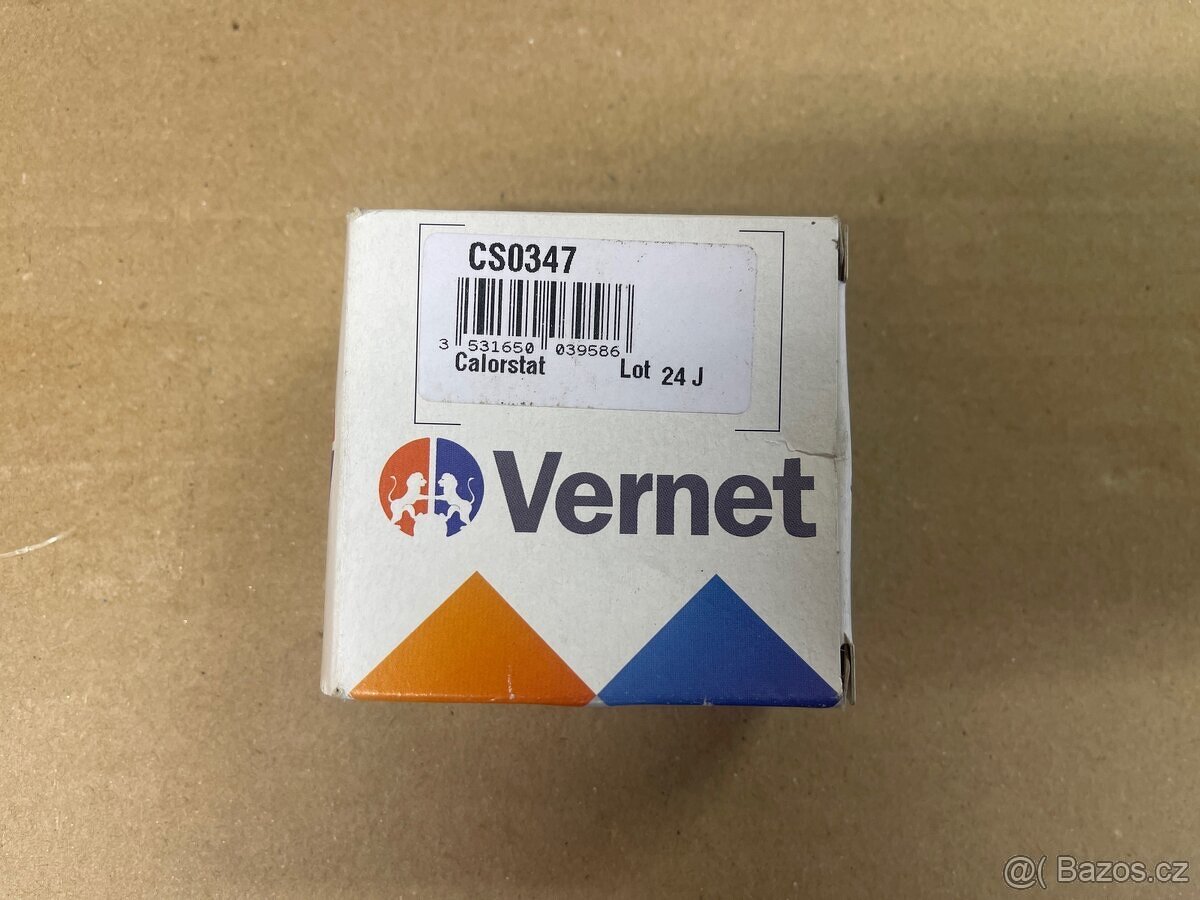 CS0347
3 531650 039586
Calorstat Lot 24 J
Vernet
@( Bazos.cz